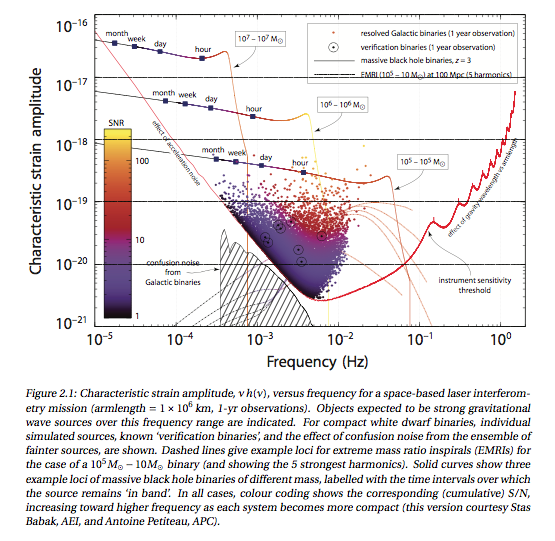 10-16
10-17
10-18
10-19
10-20
10-21
Characteristic strain amplitude
month
week
day
hour
10⁷ – 10⁷ M⊙
resolved Galactic binaries (1 year observation)
verification binaries (1 year observation)
massive black hole binaries, z = 3
EMRI (10⁵ – 10 M⊙) at 100 Mpc (5 harmonics)
month
week
day
hour
10⁶ – 10⁶ M⊙
SNR
100
10
1
effect of acceleration noise
month
week
day
hour
10⁵ – 10⁵ M⊙
effect of gravity wavelength vs armlength
confusion noise
from
Galactic binaries
instrument sensitivity
threshold
10-5
10-4
10-3
10-2
10-1
10⁰
Frequency (Hz)
Figure 2.1: Characteristic strain amplitude, ν h(ν), versus frequency for a space-based laser interferom-
etry mission (armlength = 1 × 10⁶ km, 1-yr observations). Objects expected to be strong gravitational
wave sources over this frequency range are indicated. For compact white dwarf binaries, individual
simulated sources, known ‘verification binaries’, and the effect of confusion noise from the ensemble of
fainter sources, are shown. Dashed lines give example loci for extreme mass ratio inspirals (EMRIs) for
the case of a 10⁵M⊙ – 10M⊙ binary (and showing the 5 strongest harmonics). Solid curves show three
example loci of massive black hole binaries of different mass, labelled with the time intervals over which
the source remains ‘in band’. In all cases, colour coding shows the corresponding (cumulative) S/N,
increasing toward higher frequency as each system becomes more compact (this version courtesy Stas
Babak, AEI, and Antoine Petiteau, APC).